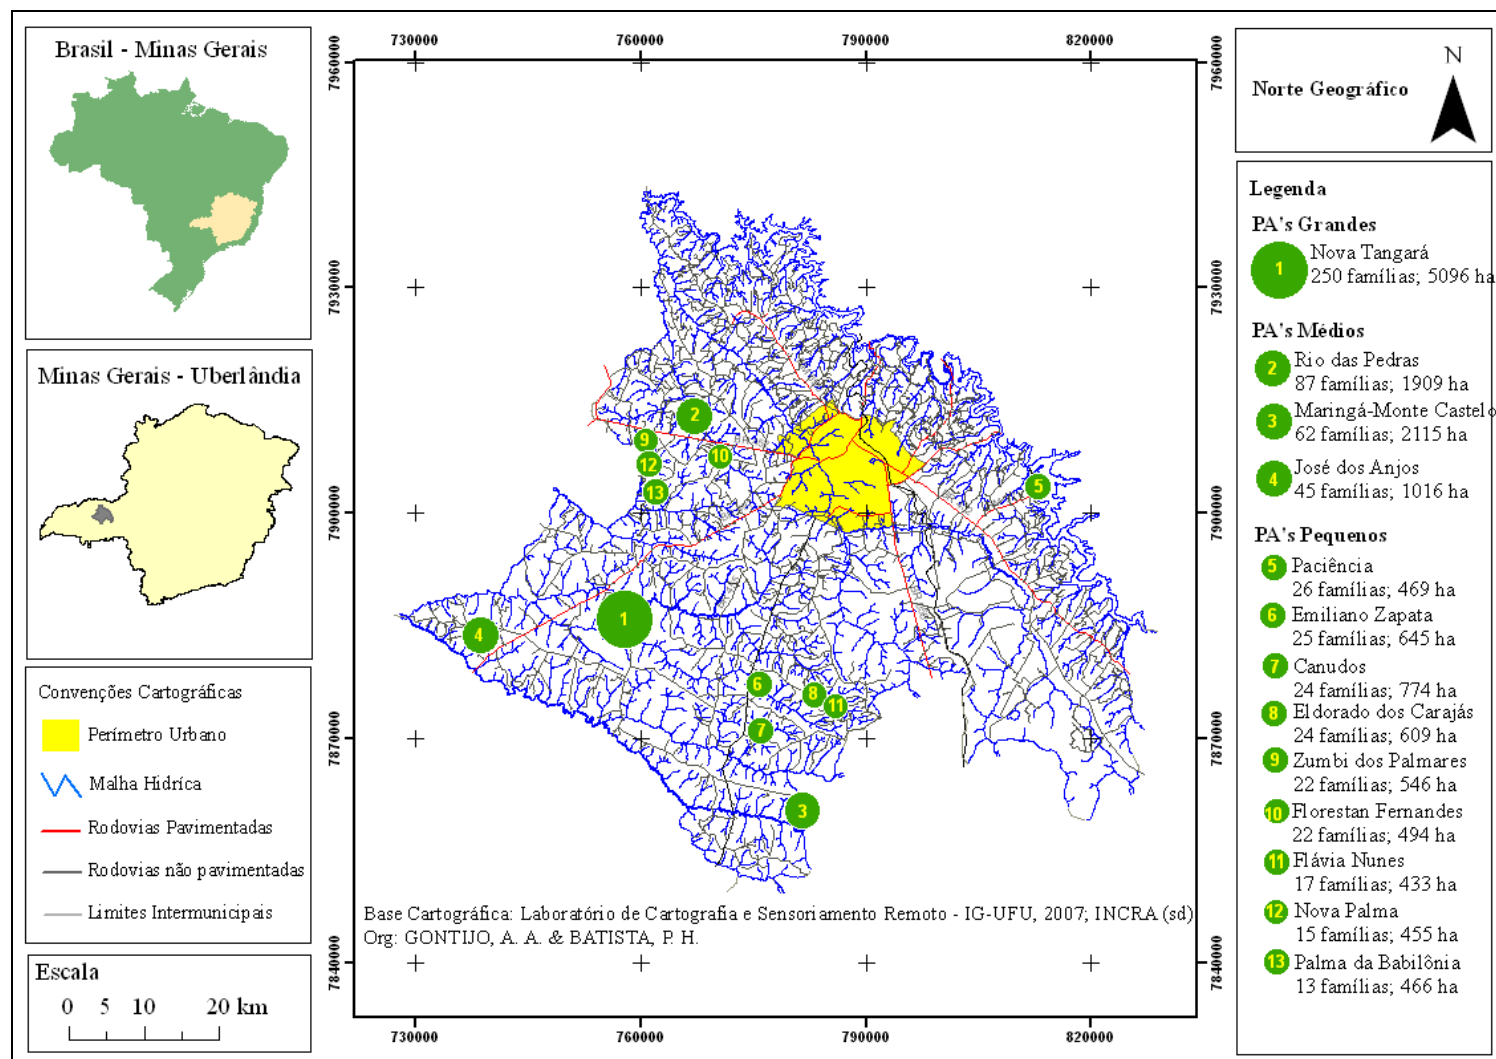 Brasil - Minas Gerais
Minas Gerais - Uberlândia
Convenções Cartográficas
Perímetro Urbano
Malha Hidríca
Rodovias Pavimentadas
Rodovias não pavimentadas
Limites Intermunicipais
Escala
0 5 10 20 km
730000 760000 790000 820000
7960000 7960000
7930000 7930000
7900000 7900000
7870000 7870000
7840000 7840000
2
9
10
12
13
5
1
4
6
8
11
7
3
Base Cartográfica: Laboratório de Cartografia e Sensoriamento Remoto - IG-UFU, 2007; INCRA (sd)
Org: GONTIJO, A. A. & BATISTA, P. H.
730000 760000 790000 820000
N
Norte Geográfico
Legenda
PA's Grandes
1 Nova Tangará
250 famílias; 5096 ha
PA's Médios
2 Rio das Pedras
87 famílias; 1909 ha
3 Maringá-Monte Castelo
62 famílias; 2115 ha
4 José dos Anjos
45 famílias; 1016 ha
PA's Pequenos
5 Paciência
26 famílias; 469 ha
6 Emiliano Zapata
25 famílias; 645 ha
7 Canudos
24 famílias; 774 ha
8 Eldorado dos Carajás
24 famílias; 609 ha
9 Zumbi dos Palmares
22 famílias; 546 ha
10 Florestan Fernandes
22 famílias; 494 ha
11 Flávia Nunes
17 famílias; 433 ha
12 Nova Palma
15 famílias; 455 ha
13 Palma da Babilônia
13 famílias; 466 ha